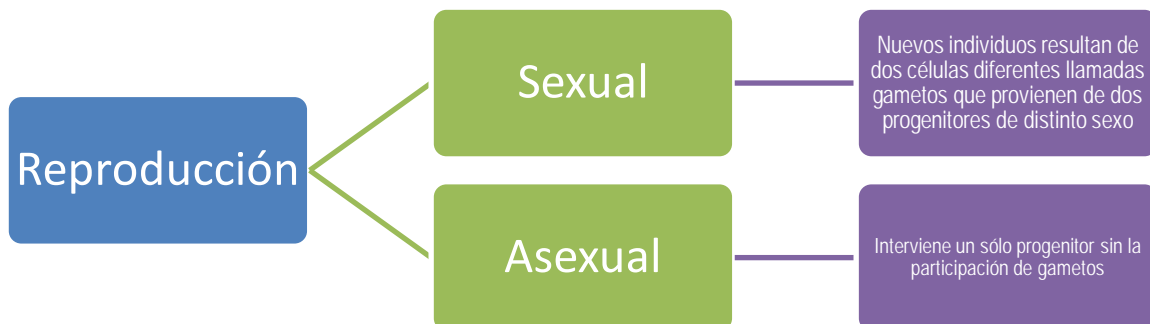 Reproducción
Sexual
Nuevos individuos resultan de
dos células diferentes llamadas
gametos que provienen de dos
progenitores de distinto sexo
Asexual
Interviene un sólo progenitor sin la
participación de gametos